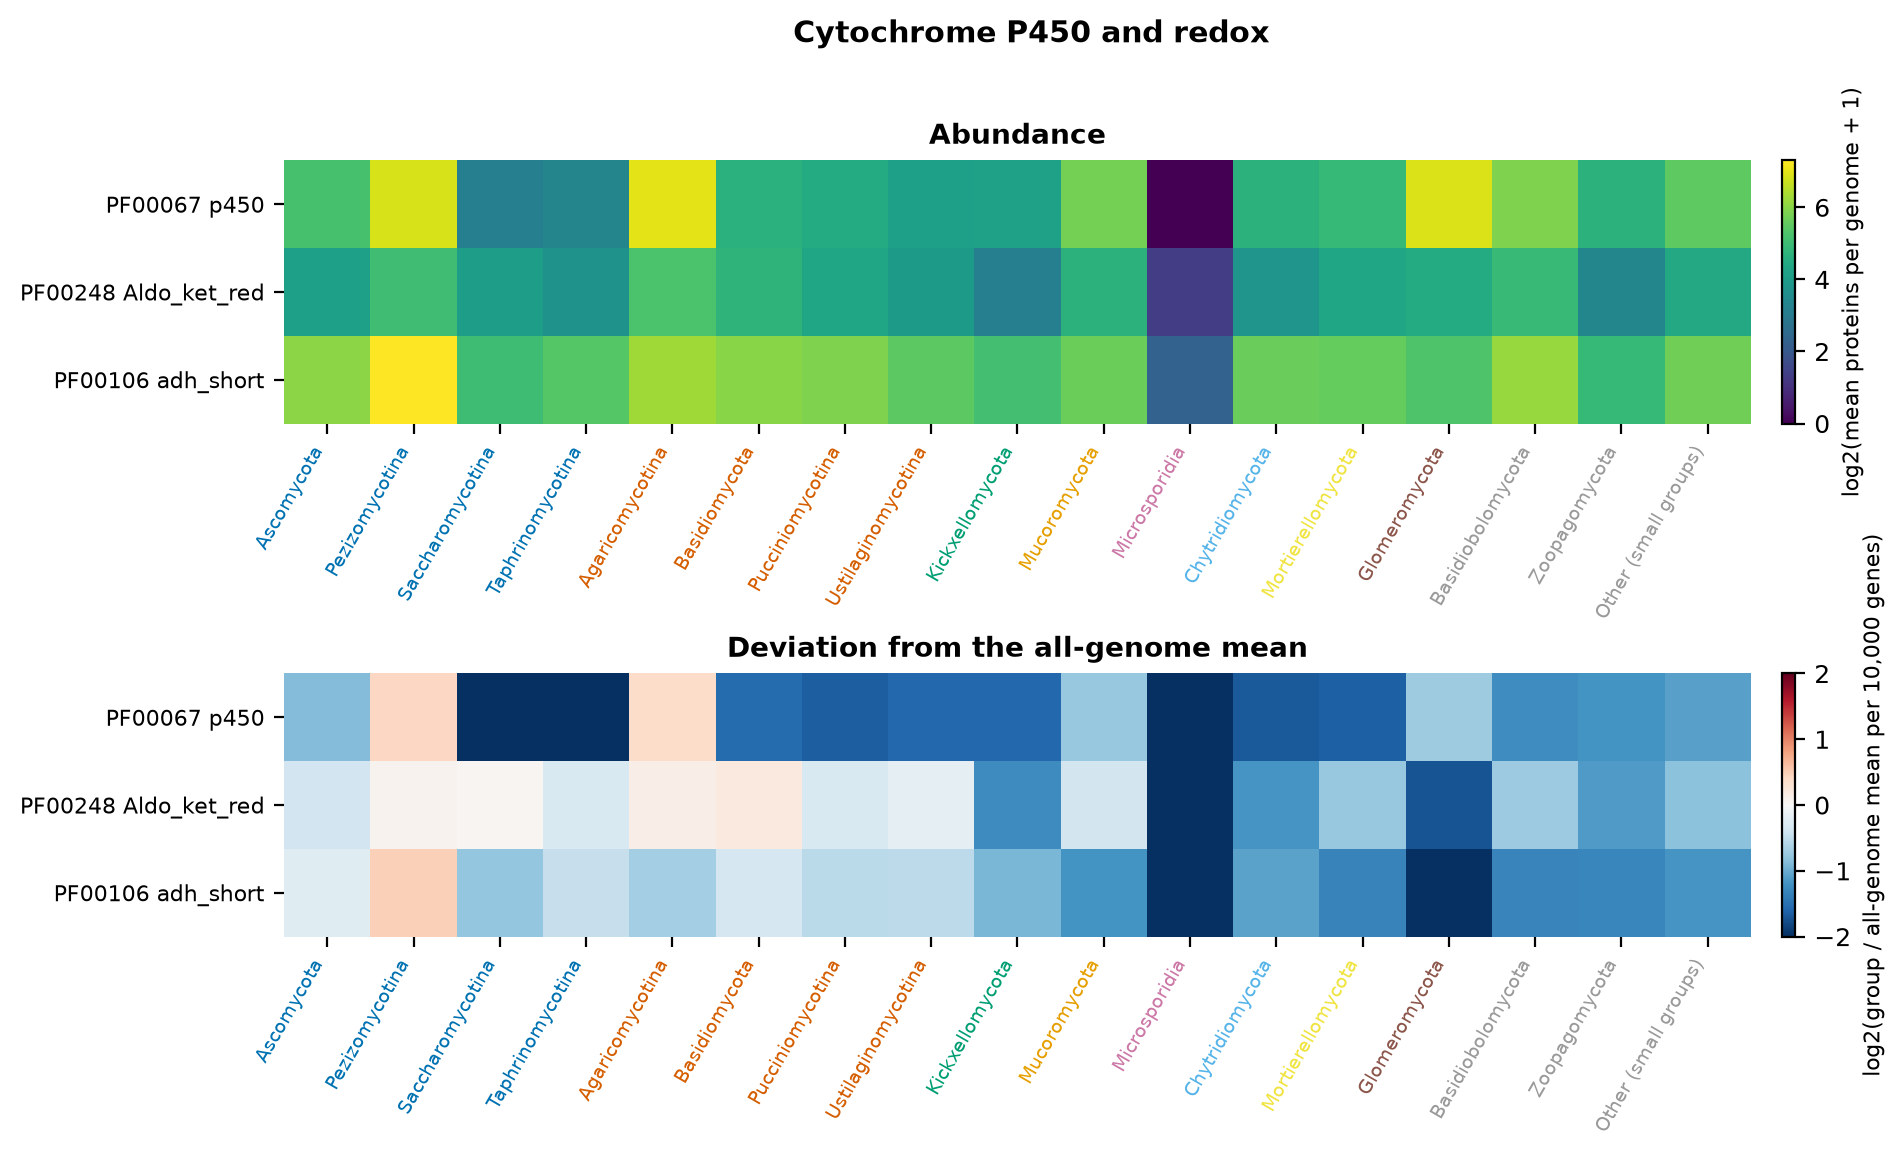 Cytochrome P450 and redox
Abundance
PF00067 p450
PF00248 Aldo_ket_red
PF00106 adh_short
Ascomycota
Pezizomycotina
Saccharomycotina
Taphrinomycotina
Agaricomycotina
Basidiomycota
Pucciniomycotina
Ustilaginomycotina
Kickxellomycota
Mucoromycota
Microsporidia
Chytridiomycota
Mortierellomycota
Glomeromycota
Basidiobolomycota
Zoopagomycota
Other (small groups)
6
4
2
0
log2(mean proteins per genome + 1)
Deviation from the all-genome mean
PF00067 p450
PF00248 Aldo_ket_red
PF00106 adh_short
Ascomycota
Pezizomycotina
Saccharomycotina
Taphrinomycotina
Agaricomycotina
Basidiomycota
Pucciniomycotina
Ustilaginomycotina
Kickxellomycota
Mucoromycota
Microsporidia
Chytridiomycota
Mortierellomycota
Glomeromycota
Basidiobolomycota
Zoopagomycota
Other (small groups)
2
1
0
−1
−2
log2(group / all-genome mean per 10,000 genes)